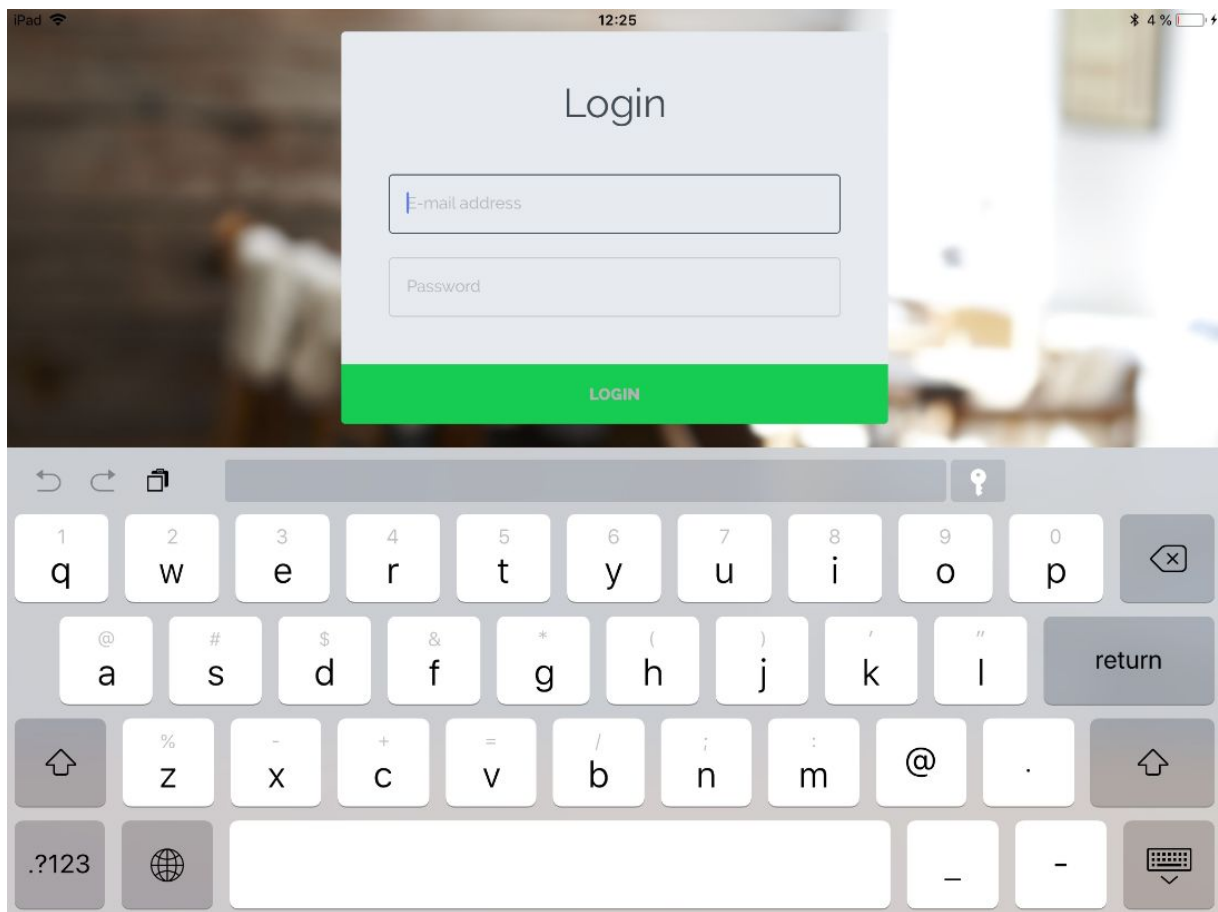 iPad 12:25 4 %
Login
E-mail address
Password
LOGIN
1 2 3 4 5 6 7 8 9 0
q w e r t y u i o p
@ # $ & * ( ) ' "
a s d f g h j k l return
% - + = / ; :
z x c v b n m @ .
.?123 _ -